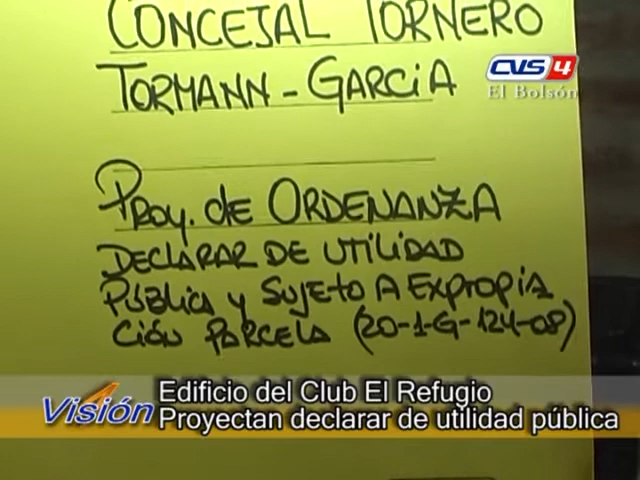 CONCEJAL TORNERO
TORMANN - GARCIA
CVS 4
El Bolsón
PROY. de ORDENANZA
DECLARAR DE UTILIDAD
PÚBLICA y SUJETO A EXPROPIA
CIÓN PARCELA (20-1-G-124-08)
Visión
Edificio del Club El Refugio
Proyectan declarar de utilidad pública